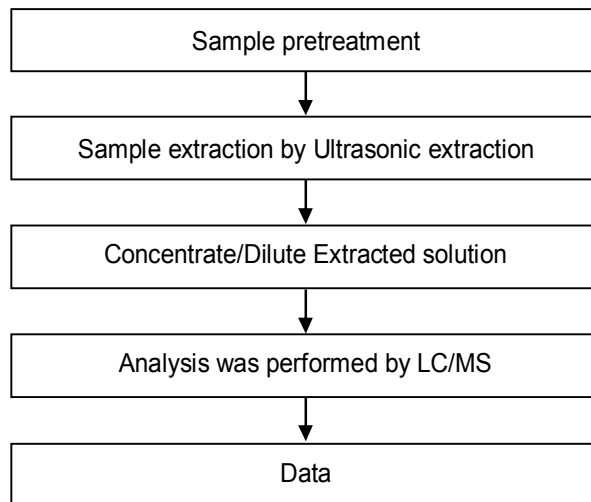 Sample pretreatment
Sample extraction by Ultrasonic extraction
Concentrate/Dilute Extracted solution
Analysis was performed by LC/MS
Data